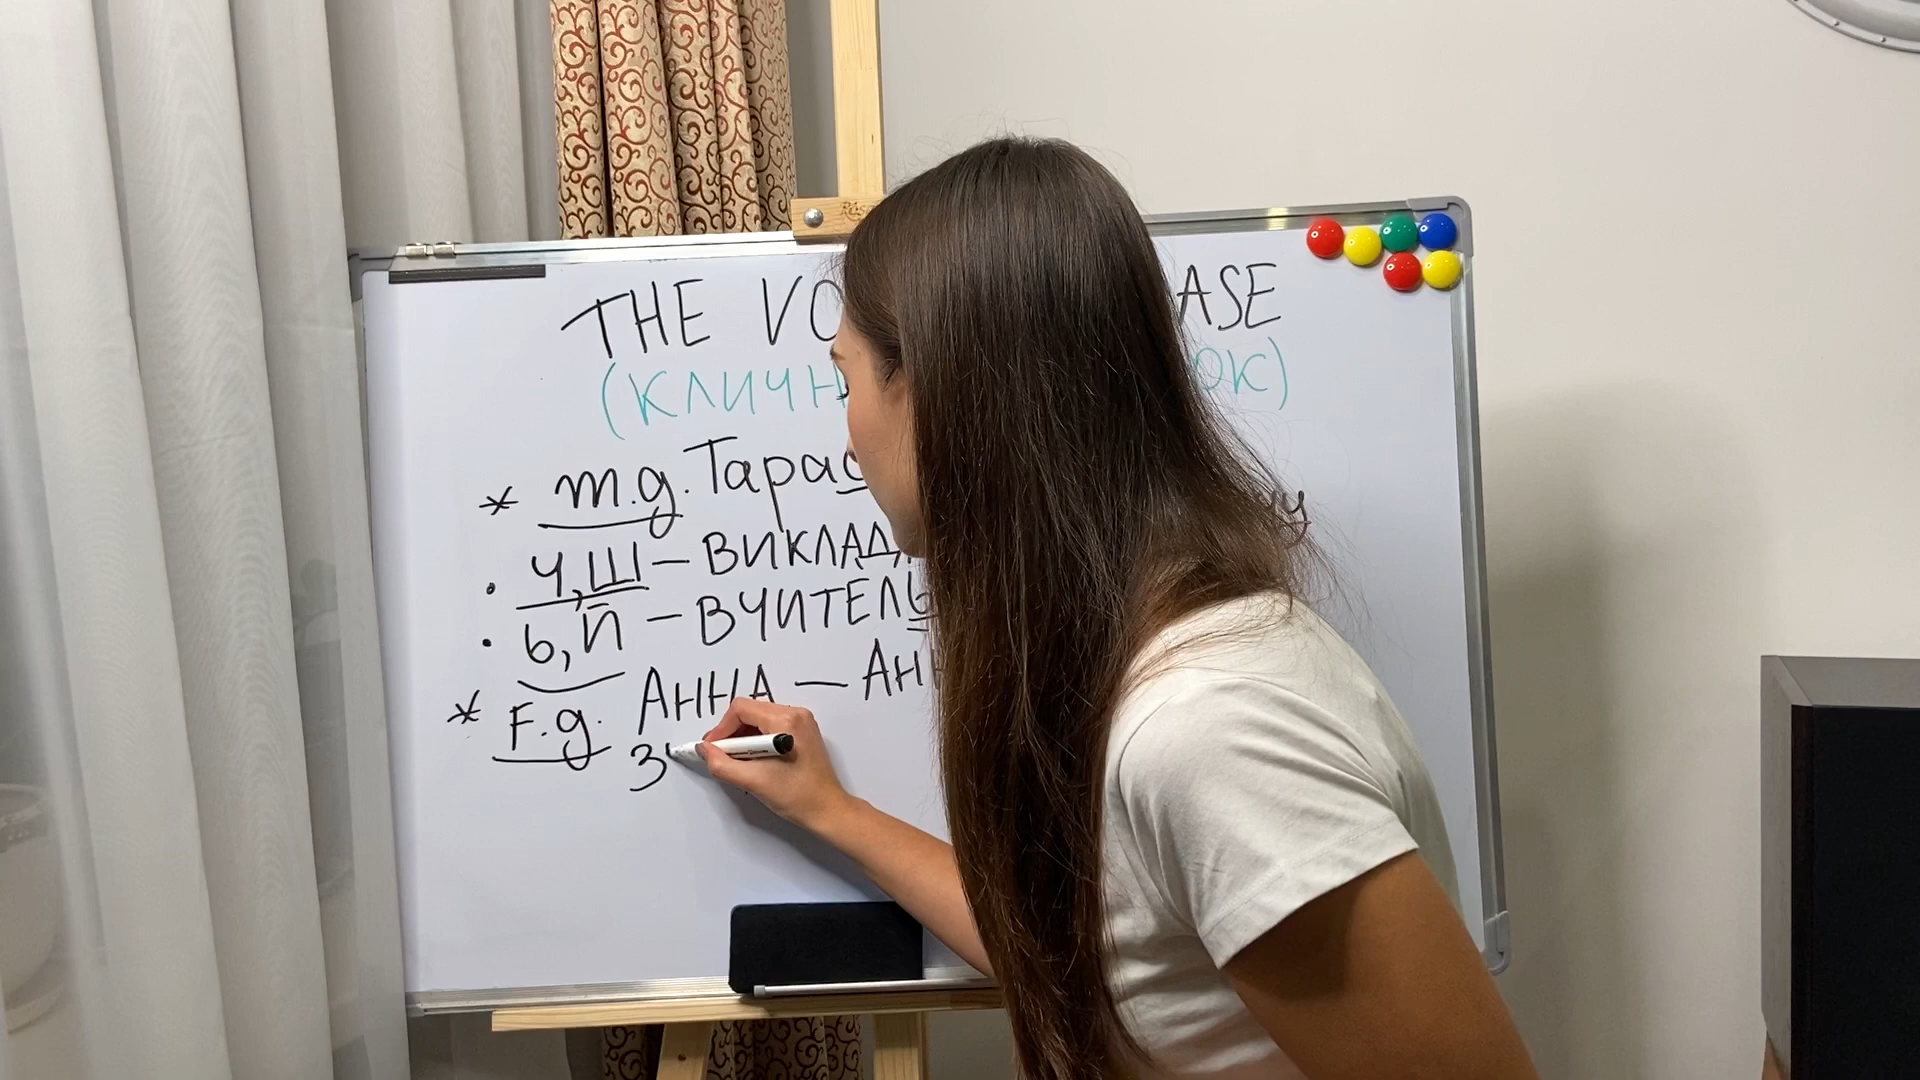 THE VO ASE
(КЛИЧН ОК)
* m.g. Тарас
• Ч,Ш – ВИКЛАД
• Ь,Й – ВЧИТЕЛЬ
* F.g. АННА – АН